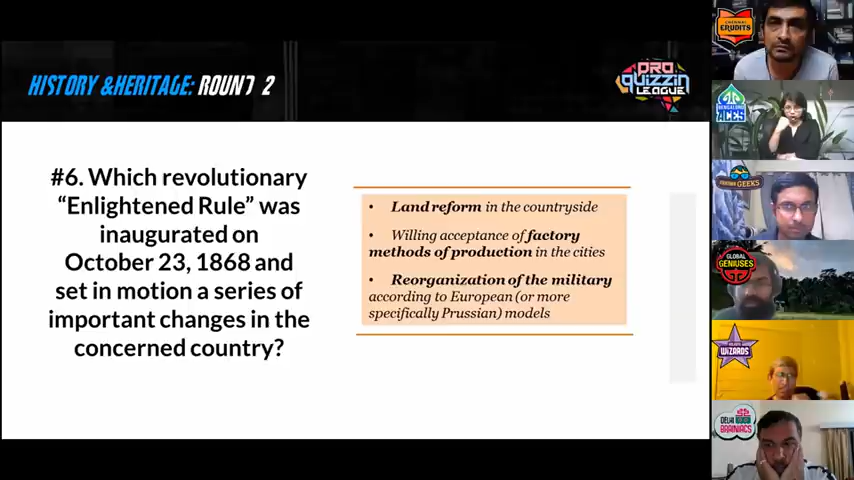 HISTORY &HERITAGE: ROUND 2
PRO
QUIZZIN
LEAGUE
#6. Which revolutionary
“Enlightened Rule” was
inaugurated on
October 23, 1868 and
set in motion a series of
important changes in the
concerned country?
• Land reform in the countryside
• Willing acceptance of factory
methods of production in the cities
• Reorganization of the military
according to European (or more
specifically Prussian) models
CHENNAI
ERUDITS
BENGALURU
ACES
GEEKS
GLOBAL
GENIUSES
WIZARDS
DELHI
BRAINIACS